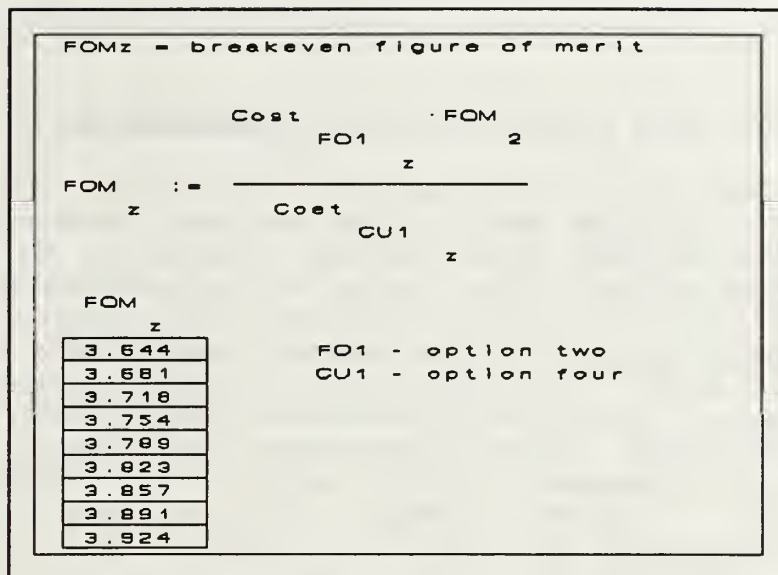 FOMz = breakeven figure of merit
Cost · FOM
FO1 2
z
FOM :=
z Cost
CU1
z
FOM
z
3.644 FO1 - option two
3.681 CU1 - option four
3.718
3.754
3.789
3.823
3.857
3.891
3.924